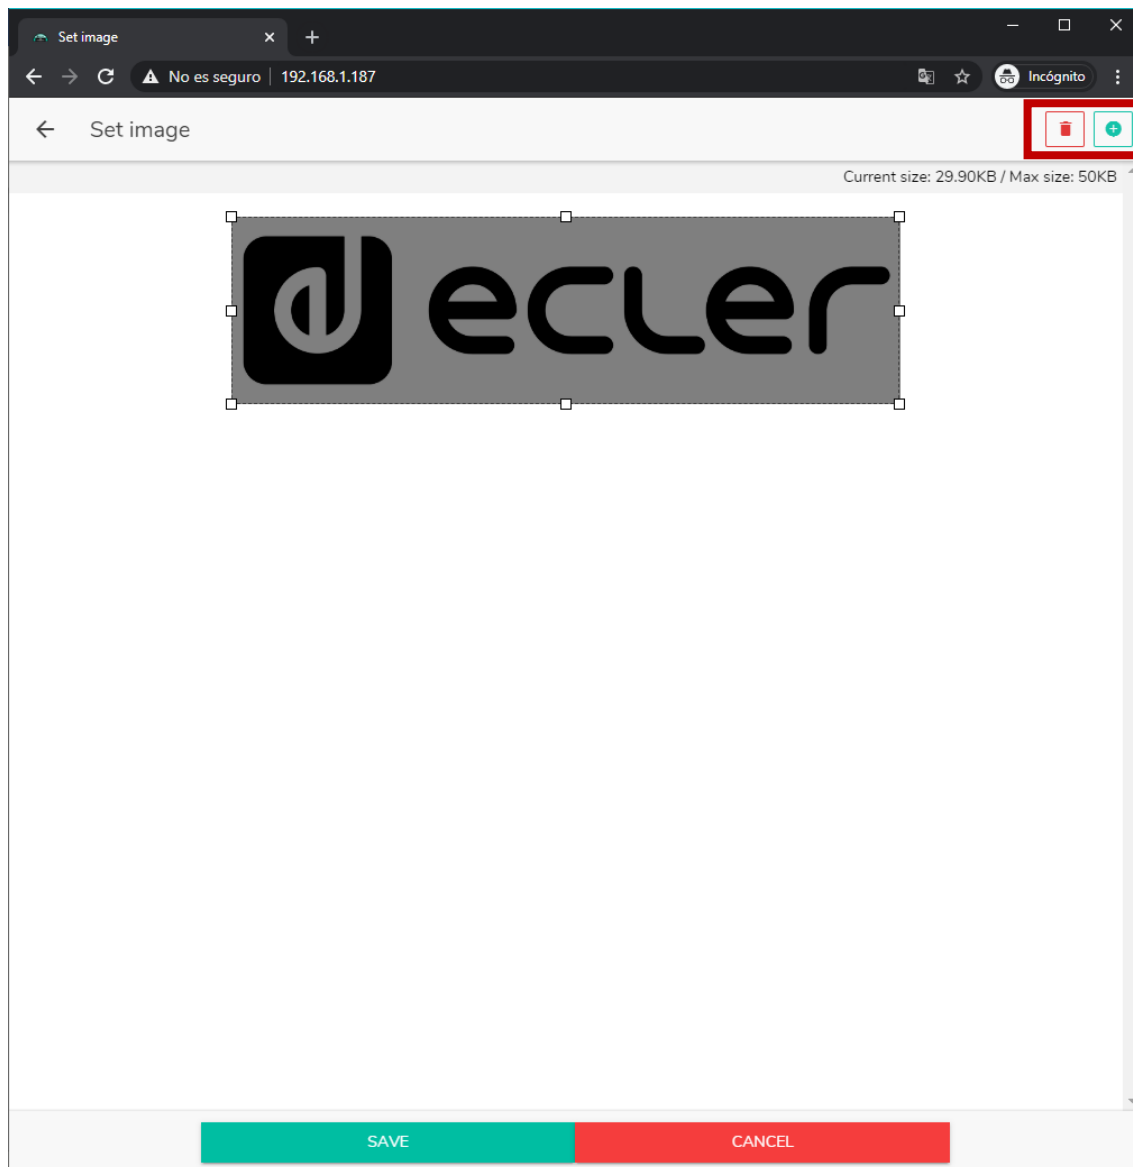 Set image
No es seguro 192.168.1.187 Incógnito
Set image
Current size: 29.90KB / Max size: 50KB
ecler
SAVE CANCEL